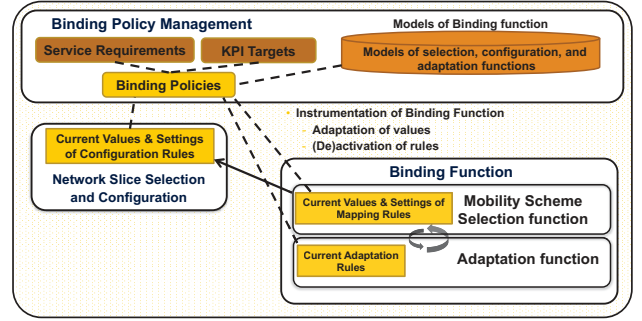 Binding Policy Management
Models of Binding function
Service Requirements
KPI Targets
Models of selection, configuration, and
adaptation functions
Binding Policies
- Instrumentation of Binding Function
- Adaptation of values
- (De)activation of rules
Current Values & Settings
of Configuration Rules
Network Slice Selection
and Configuration
Binding Function
Current Values & Settings of
Mapping Rules
Mobility Scheme
Selection function
Current Adaptation
Rules
Adaptation function